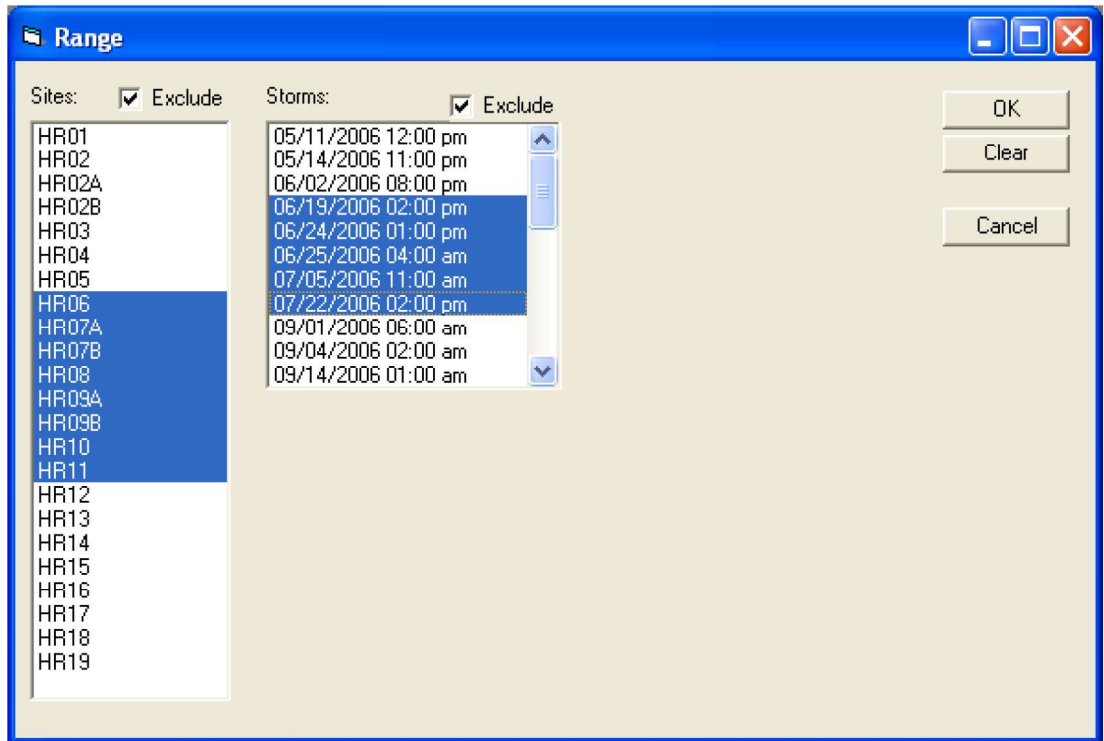 Range
Sites:
Exclude
HR01
HR02
HR02A
HR02B
HR03
HR04
HR05
HR06
HR07A
HR07B
HR08
HR09A
HR09B
HR10
HR11
HR12
HR13
HR14
HR15
HR16
HR17
HR18
HR19
Storms:
Exclude
05/11/2006 12:00 pm
05/14/2006 11:00 pm
06/02/2006 08:00 pm
06/19/2006 02:00 pm
06/24/2006 01:00 pm
06/25/2006 04:00 am
07/05/2006 11:00 am
07/22/2006 02:00 pm
09/01/2006 06:00 am
09/04/2006 02:00 am
09/14/2006 01:00 am
OK
Clear
Cancel